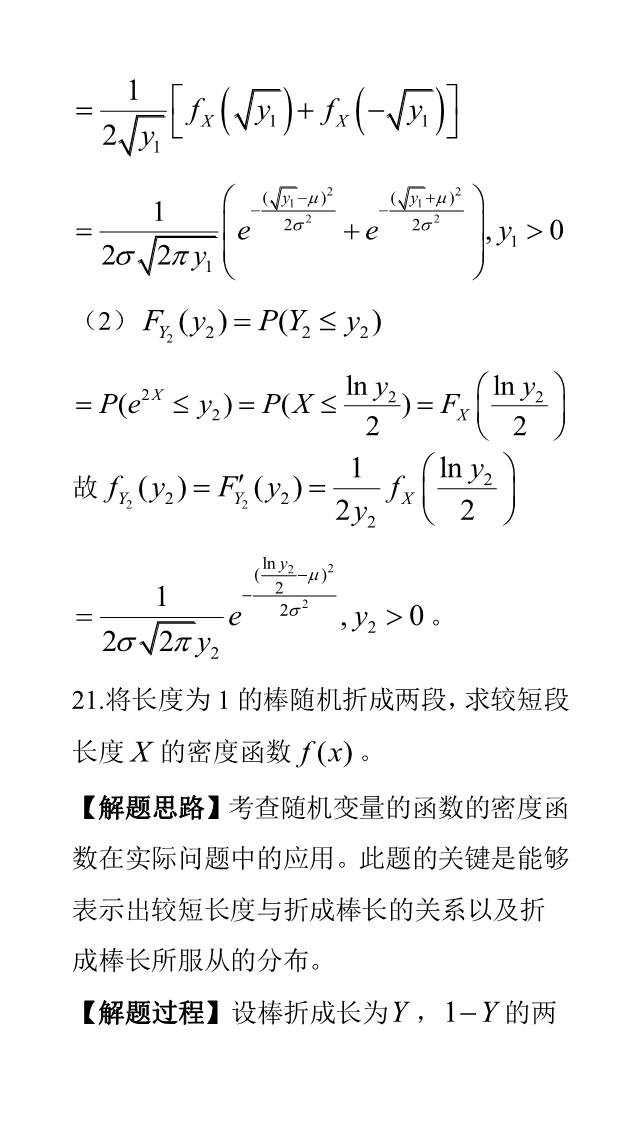 $= \frac{1}{2\sqrt{y_1}}\left[f_X\left(\sqrt{y_1}\right)+f_X\left(-\sqrt{y_1}\right)\right]$
$= \frac{1}{2\sigma\sqrt{2\pi y_1}}\left(e^{-\frac{(\sqrt{y_1}-\mu)^2}{2\sigma^2}}+e^{-\frac{(\sqrt{y_1}+\mu)^2}{2\sigma^2}}\right), y_1>0$
（2） $F_{Y_2}(y_2)=P(Y_2\leq y_2)$
$=P(e^{2X}\leq y_2)=P(X\leq \frac{\ln y_2}{2})=F_X\left(\frac{\ln y_2}{2}\right)$
故 $f_{Y_2}(y_2)=F'_{Y_2}(y_2)=\frac{1}{2y_2}f_X\left(\frac{\ln y_2}{2}\right)$
$=\frac{1}{2\sigma\sqrt{2\pi}y_2}e^{-\frac{(\frac{\ln y_2}{2}-\mu)^2}{2\sigma^2}}, y_2>0$ 。
21.将长度为 1 的棒随机折成两段，求较短段
长度 $X$ 的密度函数 $f(x)$ 。
【解题思路】考查随机变量的函数的密度函
数在实际问题中的应用。此题的关键是能够
表示出较短长度与折成棒长的关系以及折
成棒长所服从的分布。
【解题过程】设棒折成长为$Y$ ，$1-Y$ 的两